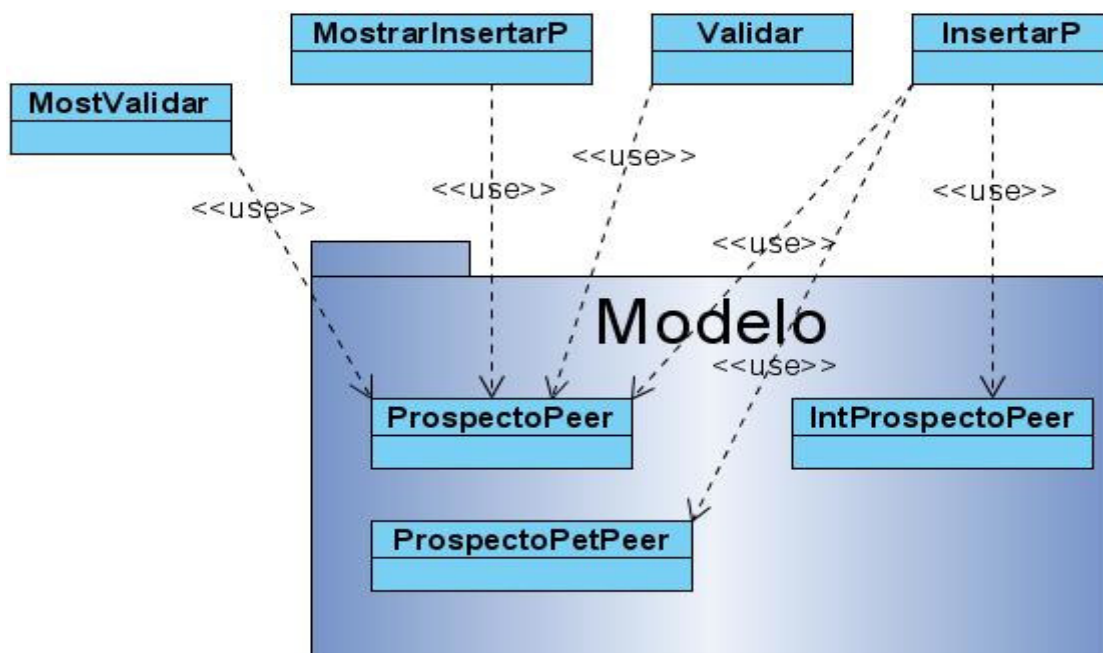 MostrarInsertarP
Validar
InsertarP
MostValidar
<<use>>
<<use>>
<<use>>
<<use>>
<<use>>
Modelo
<<use>>
ProspectoPeer
IntProspectoPeer
ProspectoPetPeer